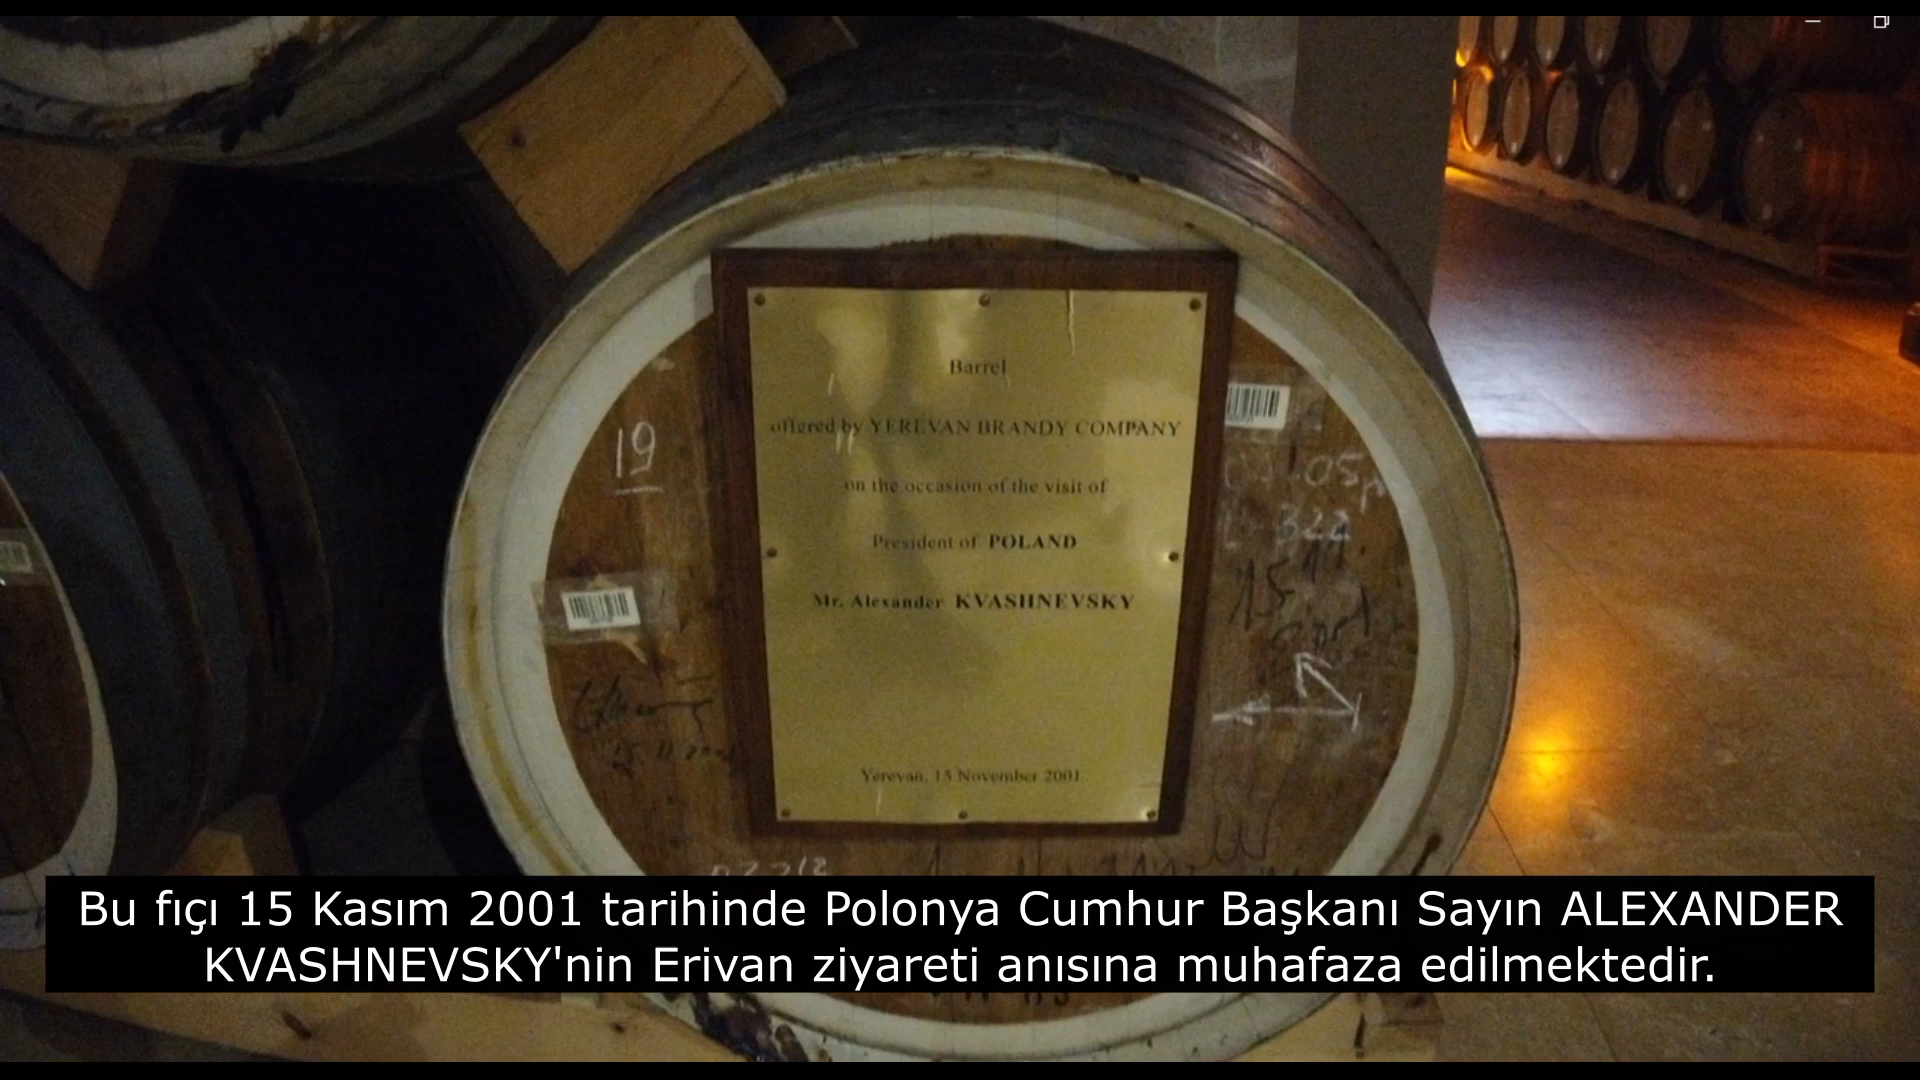 19
Barrel
offered by YEREVAN BRANDY COMPANY
on the occasion of the visit of
President of POLAND
Mr. Alexander KVASHNEVSKY
Yerevan, 15 November 2001
05
322
Bu fıçı 15 Kasım 2001 tarihinde Polonya Cumhur Başkanı Sayın ALEXANDER
KVASHNEVSKY'nin Erivan ziyareti anısına muhafaza edilmektedir.